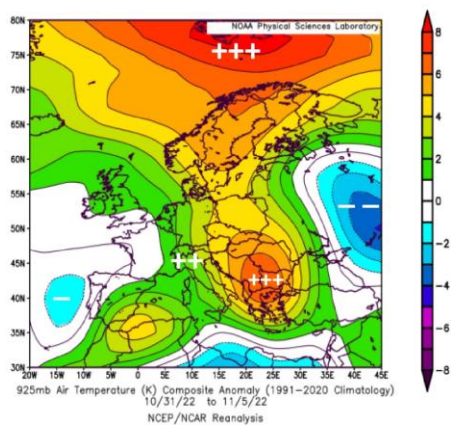 NOAA Physical Sciences Laboratory
80N
75N
70N
65N
60N
55N
50N
45N
40N
35N
30N
20W 15W 10W 5W 0 5E 10E 15E 20E 25E 30E 35E 40E 45E
+++
++
+++
− −
−
8
6
4
2
0
-2
-4
-6
-8
925mb Air Temperature (K) Composite Anomaly (1991-2020 Climatology)
10/31/22 to 11/5/22
NCEP/NCAR Reanalysis